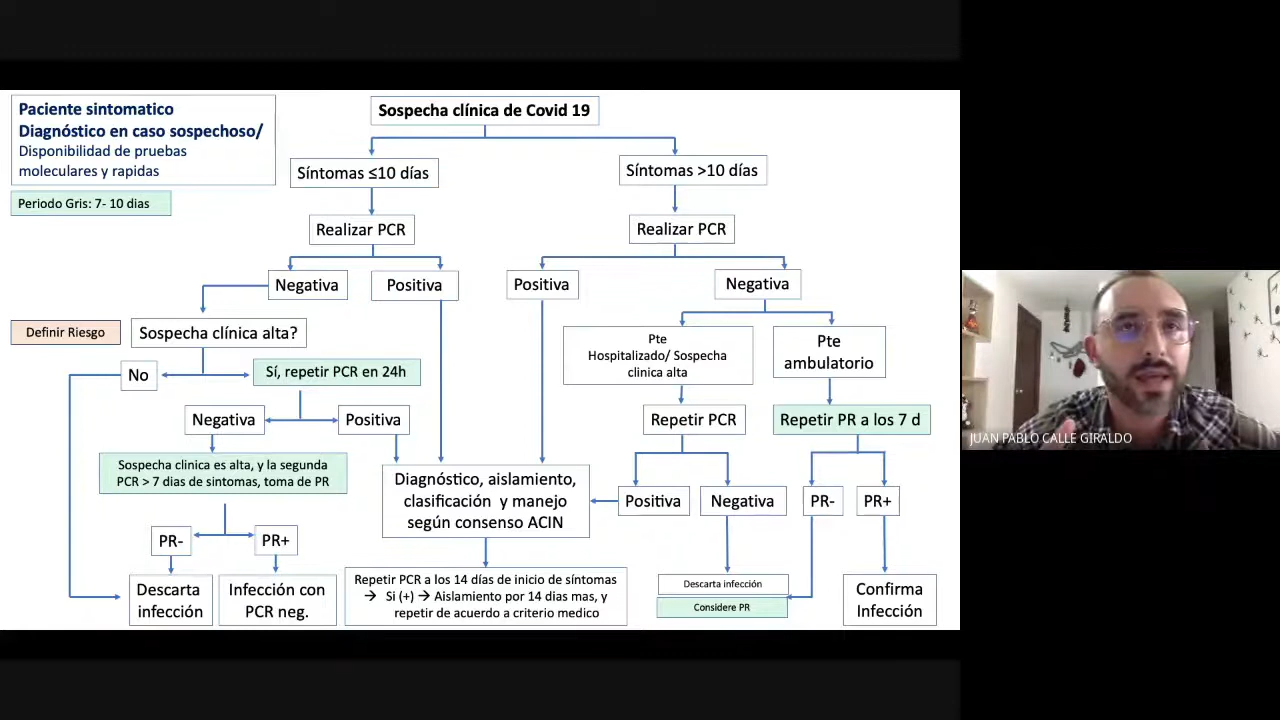 Paciente sintomatico
Diagnóstico en caso sospechoso/
Disponibilidad de pruebas
moleculares y rapidas
Periodo Gris: 7- 10 dias
Sospecha clínica de Covid 19
Síntomas ≤10 días
Síntomas >10 días
Realizar PCR
Realizar PCR
Negativa
Positiva
Positiva
Negativa
Definir Riesgo
Sospecha clínica alta?
Pte
Hospitalizado/ Sospecha
clinica alta
Pte
ambulatorio
No
Sí, repetir PCR en 24h
Negativa
Positiva
Repetir PCR
Repetir PR a los 7 d
Sospecha clinica es alta, y la segunda
PCR > 7 dias de sintomas, toma de PR
Diagnóstico, aislamiento,
clasificación y manejo
según consenso ACIN
Positiva
Negativa
PR-
PR+
PR-
PR+
Descarta
infección
Infección con
PCR neg.
Repetir PCR a los 14 días de inicio de síntomas
→ Si (+) → Aislamiento por 14 dias mas, y
repetir de acuerdo a criterio medico
Descarta infección
Considere PR
Confirma
Infección
JUAN PABLO CALLE GIRALDO